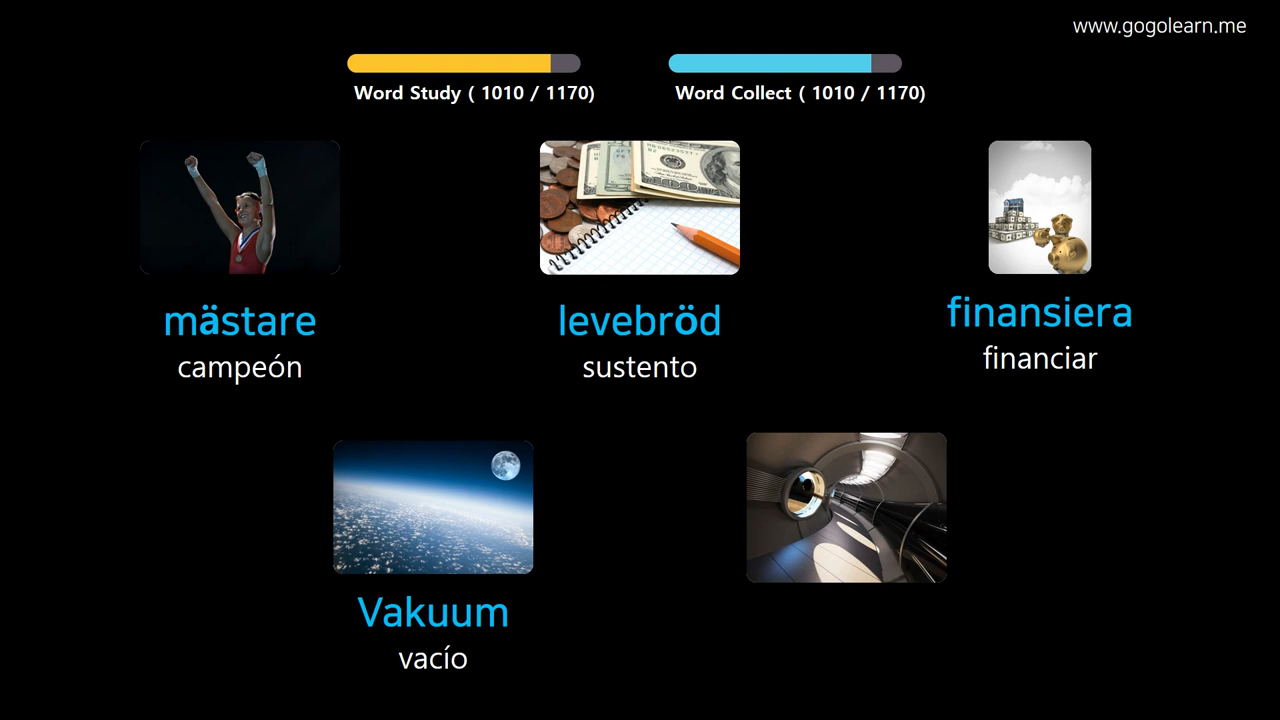 www.gogolearn.me
Word Study ( 1010 / 1170)
Word Collect ( 1010 / 1170)
mästare
campeón
levebröd
sustento
finansiera
financiar
Vakuum
vacío